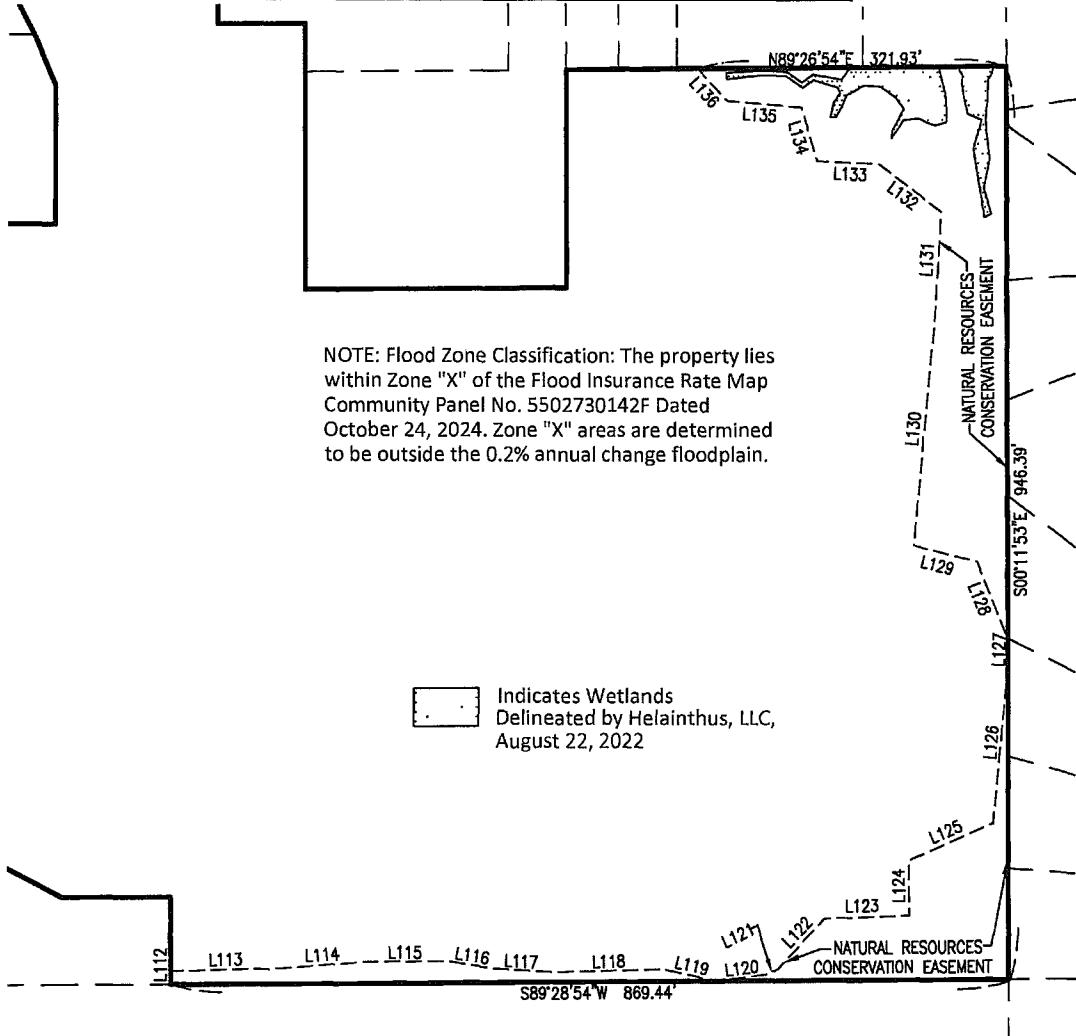 N89°26'54"E 321.93'
L136
L135
L134
L133
L132
L131
NATURAL RESOURCES
CONSERVATION EASEMENT
NOTE: Flood Zone Classification: The property lies
within Zone "X" of the Flood Insurance Rate Map
Community Panel No. 5502730142F Dated
October 24, 2024. Zone "X" areas are determined
to be outside the 0.2% annual change floodplain.
L130
S00°11'53"E 946.39'
L129
L128
L127
Indicates Wetlands
Delineated by Helainthus, LLC,
August 22, 2022
L126
L125
L124
L123
L122
L121
NATURAL RESOURCES
CONSERVATION EASEMENT
L112
L113
L114
L115
L116
L117
L118
L119
L120
S89°28'54"W 869.44'